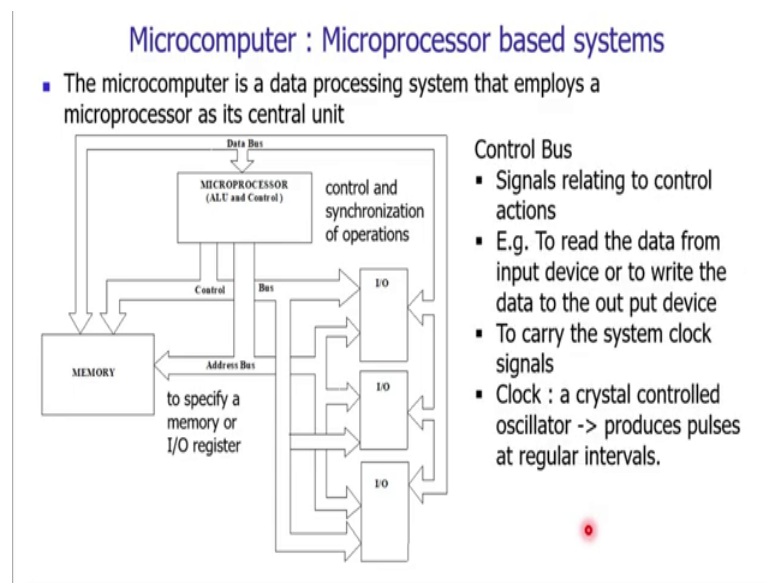 Microcomputer : Microprocessor based systems
▪ The microcomputer is a data processing system that employs a
microprocessor as its central unit
Data Bus
MICROPROCESSOR
(ALU and Control)
control and
synchronization
of operations
Control Bus
I/O
MEMORY
Address Bus
to specify a
memory or
I/O register
I/O
I/O
Control Bus
▪ Signals relating to control
actions
▪ E.g. To read the data from
input device or to write the
data to the out put device
▪ To carry the system clock
signals
▪ Clock : a crystal controlled
oscillator -> produces pulses
at regular intervals.